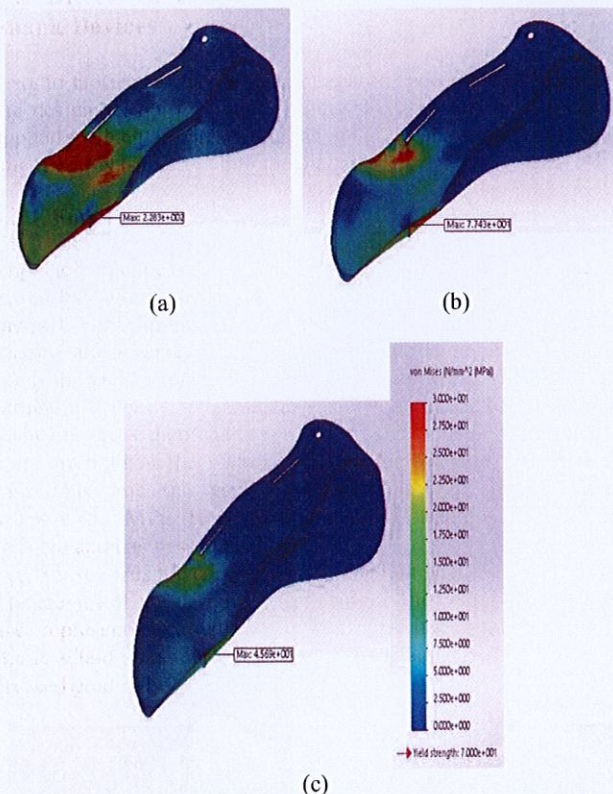 Max: 2.283e+002
(a)
Max: 7.743e+001
(b)
von Mises (N/mm^2 (MPa))
3.000e+001
2.750e+001
2.500e+001
2.250e+001
2.000e+001
1.750e+001
1.500e+001
1.250e+001
1.000e+001
7.500e+000
5.000e+000
2.500e+000
0.000e+000
Yield strength: 7.000e+001
Max: 4.569e+001
(c)